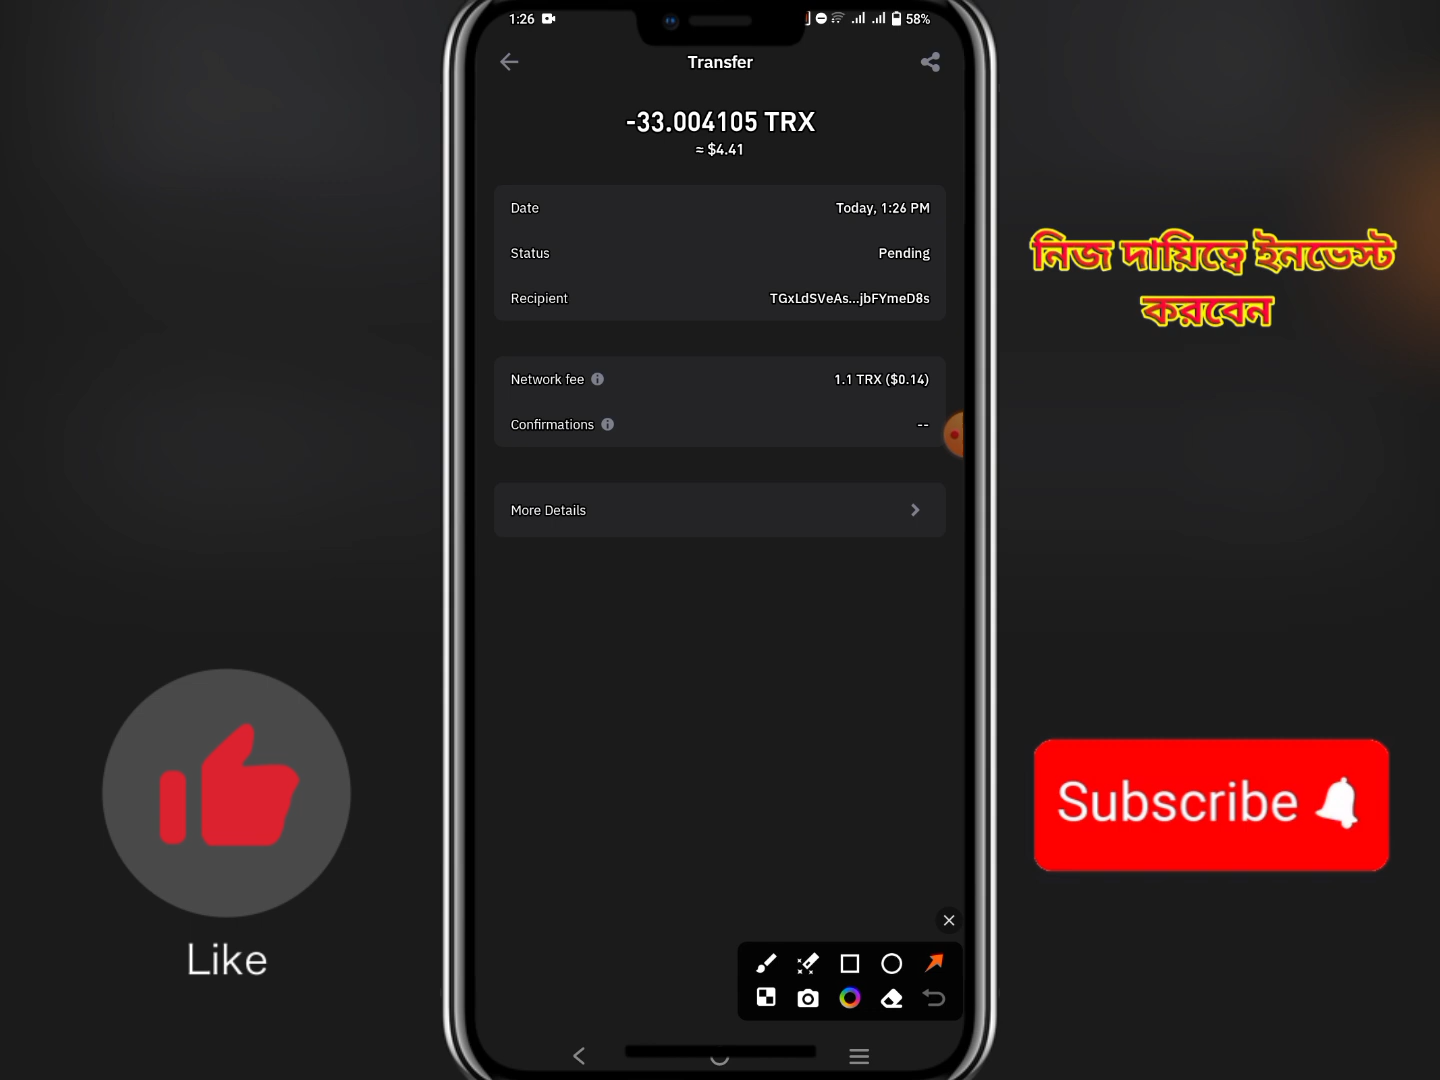 1:26
58%
Transfer
-33.004105 TRX
≈ $4.41
Date Today, 1:26 PM
Status Pending
Recipient TGxLdSVeAs...jbFYmeD8s
Network fee 1.1 TRX ($0.14)
Confirmations --
More Details
নিজ দায়িত্বে ইনভেস্ট
করবেন
Like
Subscribe